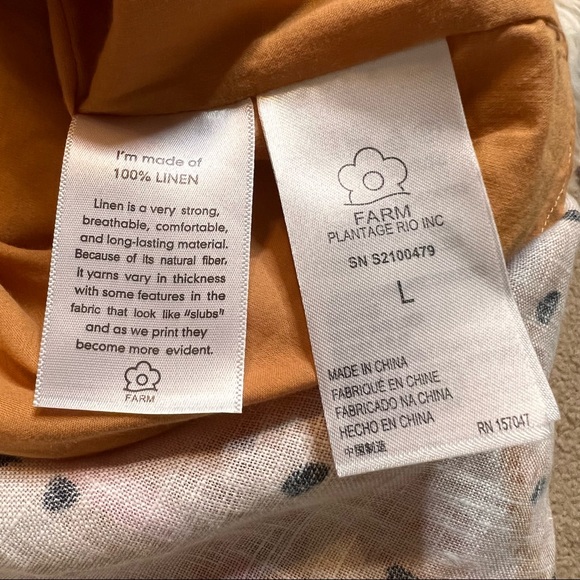 I'm made of
100% LINEN
Linen is a very strong,
breathable, comfortable,
and long-lasting material.
Because of its natural fiber,
it yarns vary in thickness
with some features in the
fabric that look like "slubs"
and as we print they
become more evident.
FARM
FARM
PLANTAGE RIO INC
SN S2100479
L
MADE IN CHINA
FABRIQUÉ EN CHINE
FABRICADO NA CHINA
HECHO EN CHINA
中国制造
RN 157047